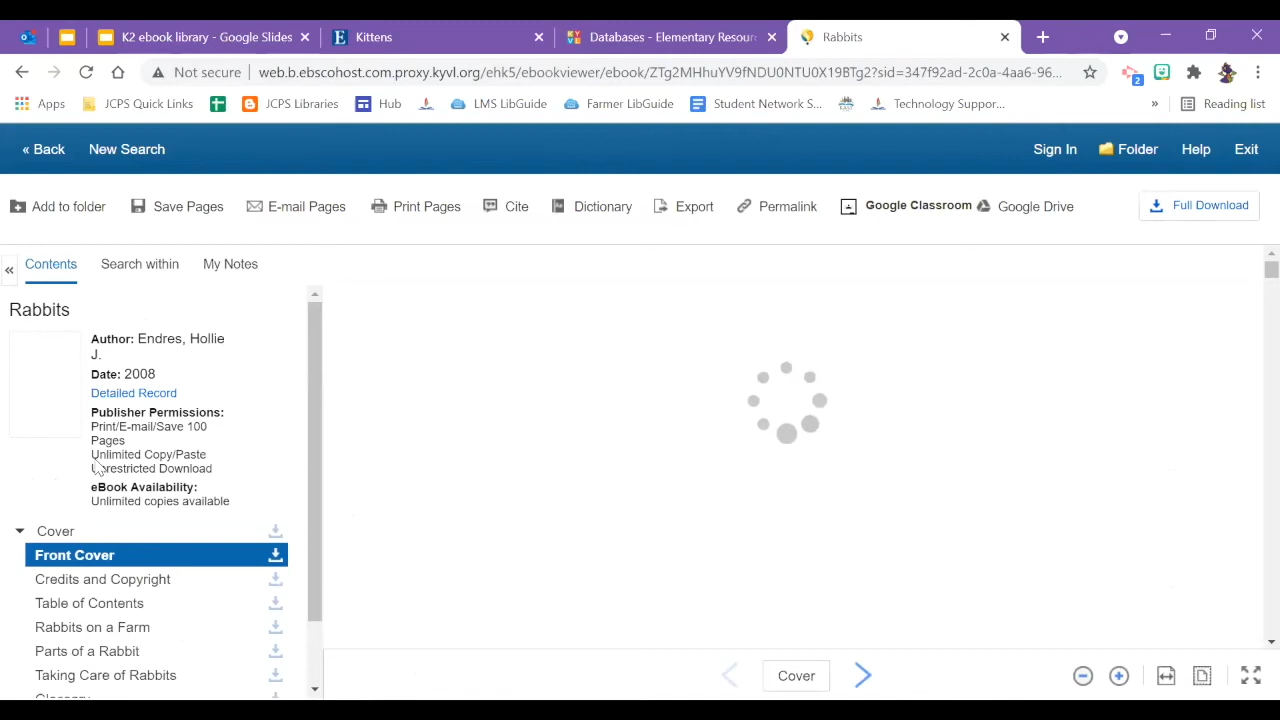 K2 ebook library - Google Slides
Kittens
Databases - Elementary Resour
Rabbits
Not secure
web.b.ebscohost.com.proxy.kyvl.org/ehk5/ebookviewer/ebook/ZTg2MHhuYV9fNDU0NTU0X19BTg2?sid=347f92ad-2c0a-4aa6-96...
2
Apps
JCPS Quick Links
JCPS Libraries
Hub
LMS LibGuide
Farmer LibGuide
Student Network S...
Technology Suppor...
»
Reading list
« Back
New Search
Sign In
Folder
Help
Exit
Add to folder
Save Pages
E-mail Pages
Print Pages
Cite
Dictionary
Export
Permalink
Google Classroom
Google Drive
Full Download
«
Contents
Search within
My Notes
Rabbits
Author: Endres, Hollie
J.
Date: 2008
Detailed Record
Publisher Permissions:
Print/E-mail/Save 100
Pages
Unlimited Copy/Paste
Unrestricted Download
eBook Availability:
Unlimited copies available
Cover
Front Cover
Credits and Copyright
Table of Contents
Rabbits on a Farm
Parts of a Rabbit
Taking Care of Rabbits
Glossary
Cover